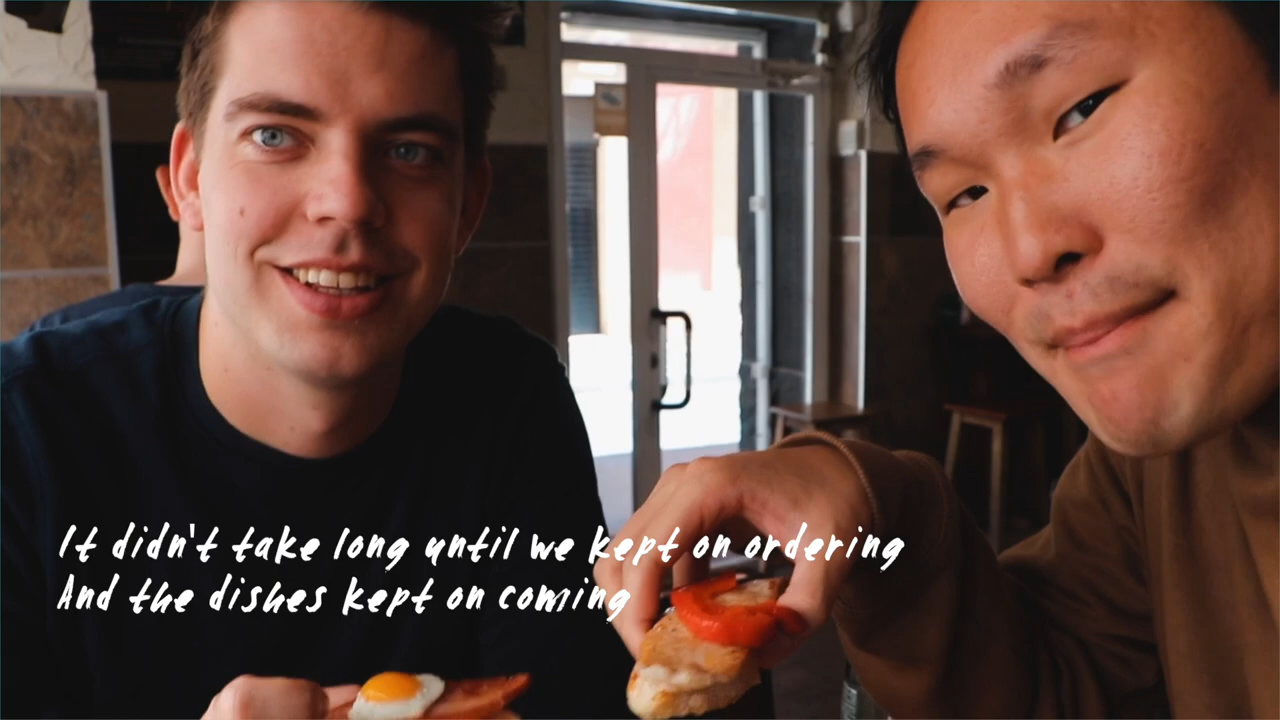 It didn't take long until we kept on ordering
And the dishes kept on coming